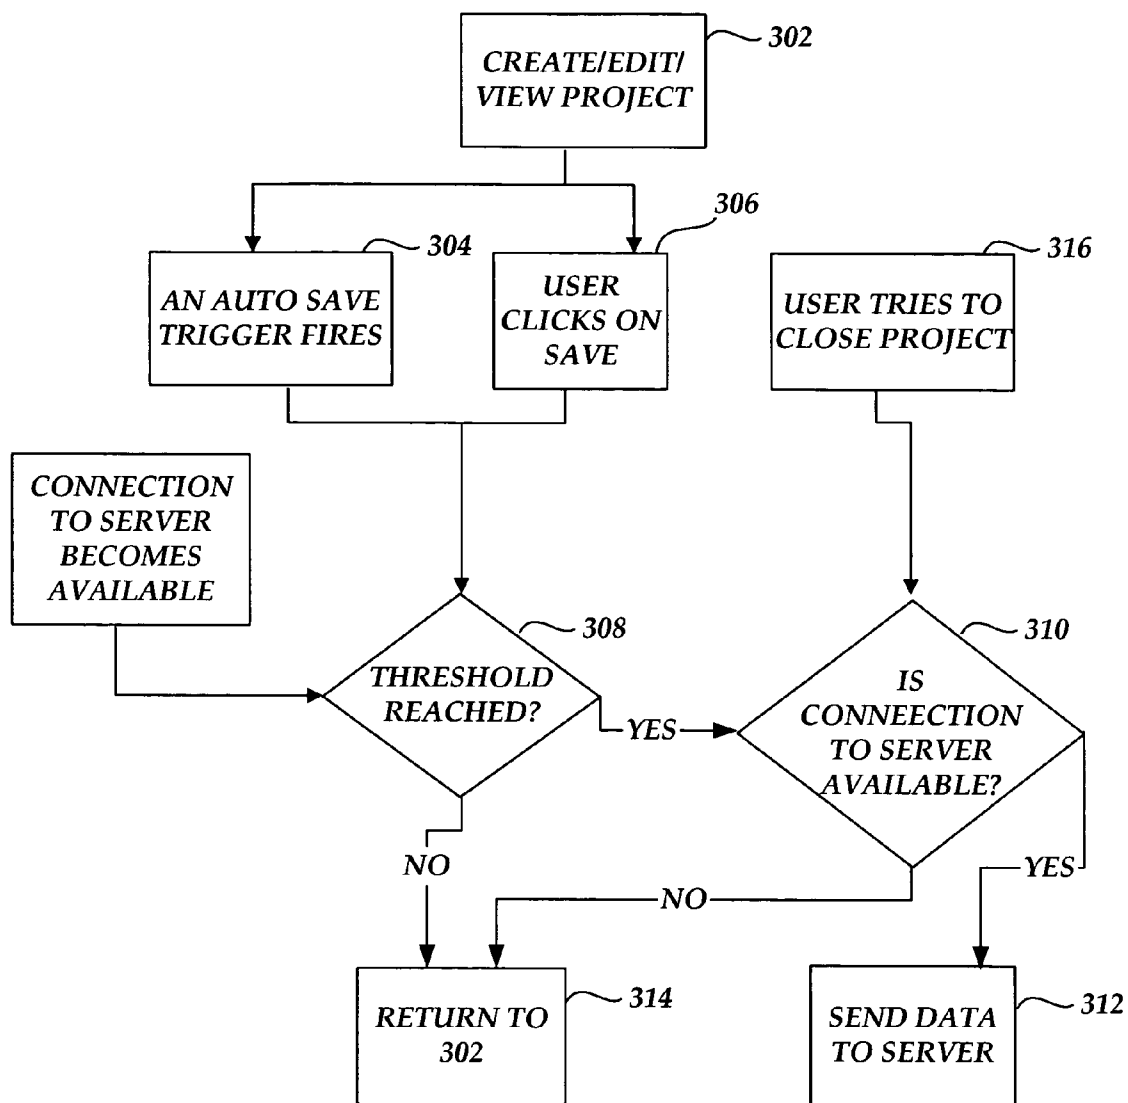 302
CREATE/EDIT/
VIEW PROJECT
306
304
316
AN AUTO SAVE
TRIGGER FIRES
USER
CLICKS ON
SAVE
USER TRIES TO
CLOSE PROJECT
CONNECTION
TO SERVER
BECOMES
AVAILABLE
308
310
THRESHOLD
REACHED?
IS
CONNEECTION
TO SERVER
AVAILABLE?
YES
NO
YES
NO
314
312
RETURN TO
302
SEND DATA
TO SERVER